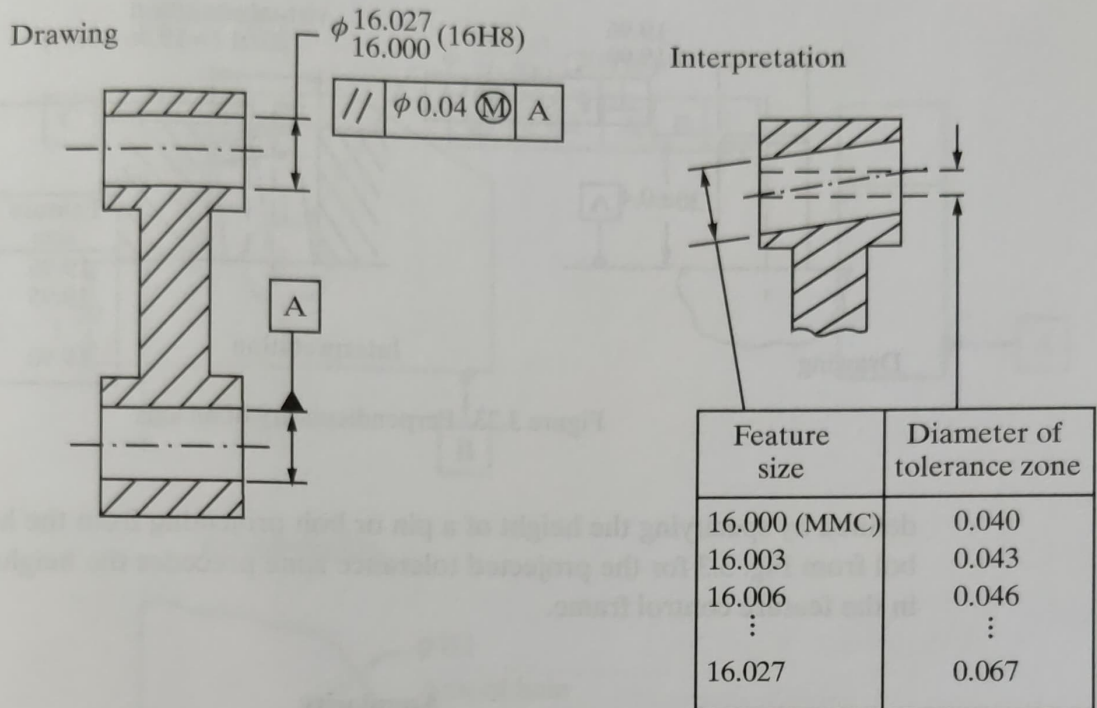 Drawing
ϕ 16.027
16.000 (16H8)
// ϕ 0.04 Ⓜ A
Interpretation
A
Feature size
Diameter of tolerance zone
16.000 (MMC) 0.040
16.003 0.043
16.006 0.046
⋮ ⋮
16.027 0.067